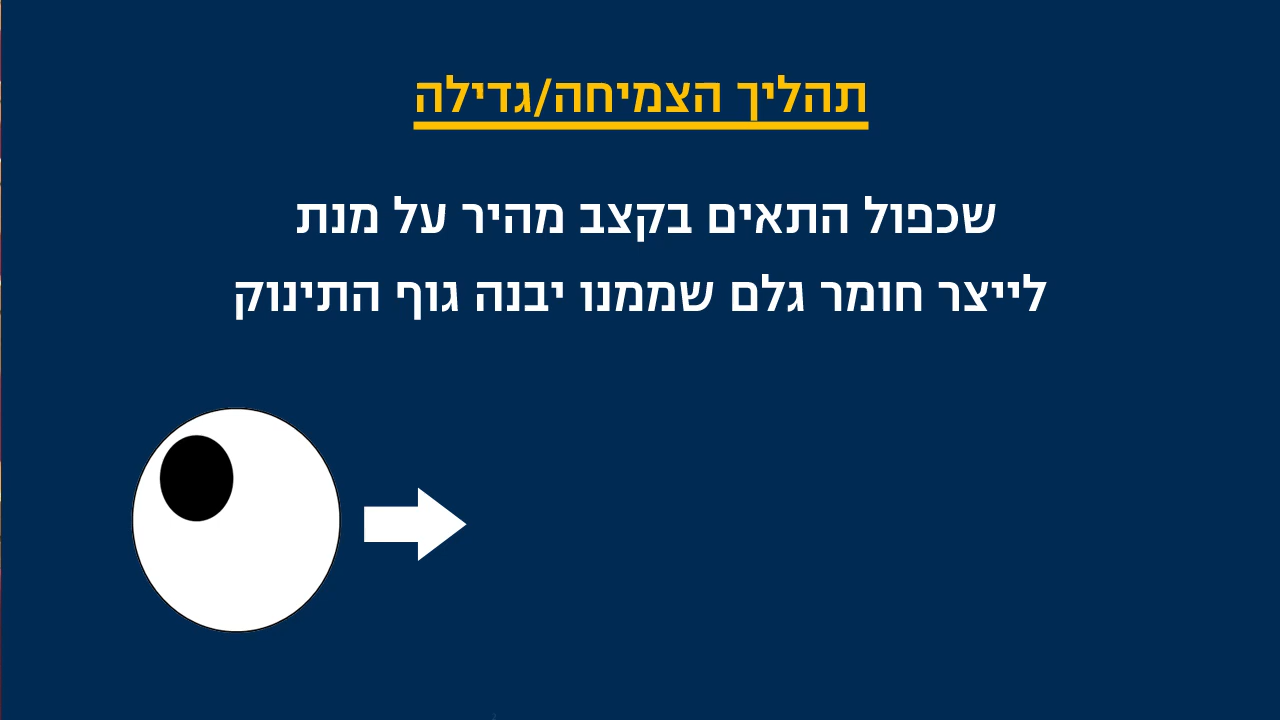 תהליך הצמיחה/גדילה
שכפול התאים בקצב מהיר על מנת
לייצר חומר גלם שממנו יבנה גוף התינוק